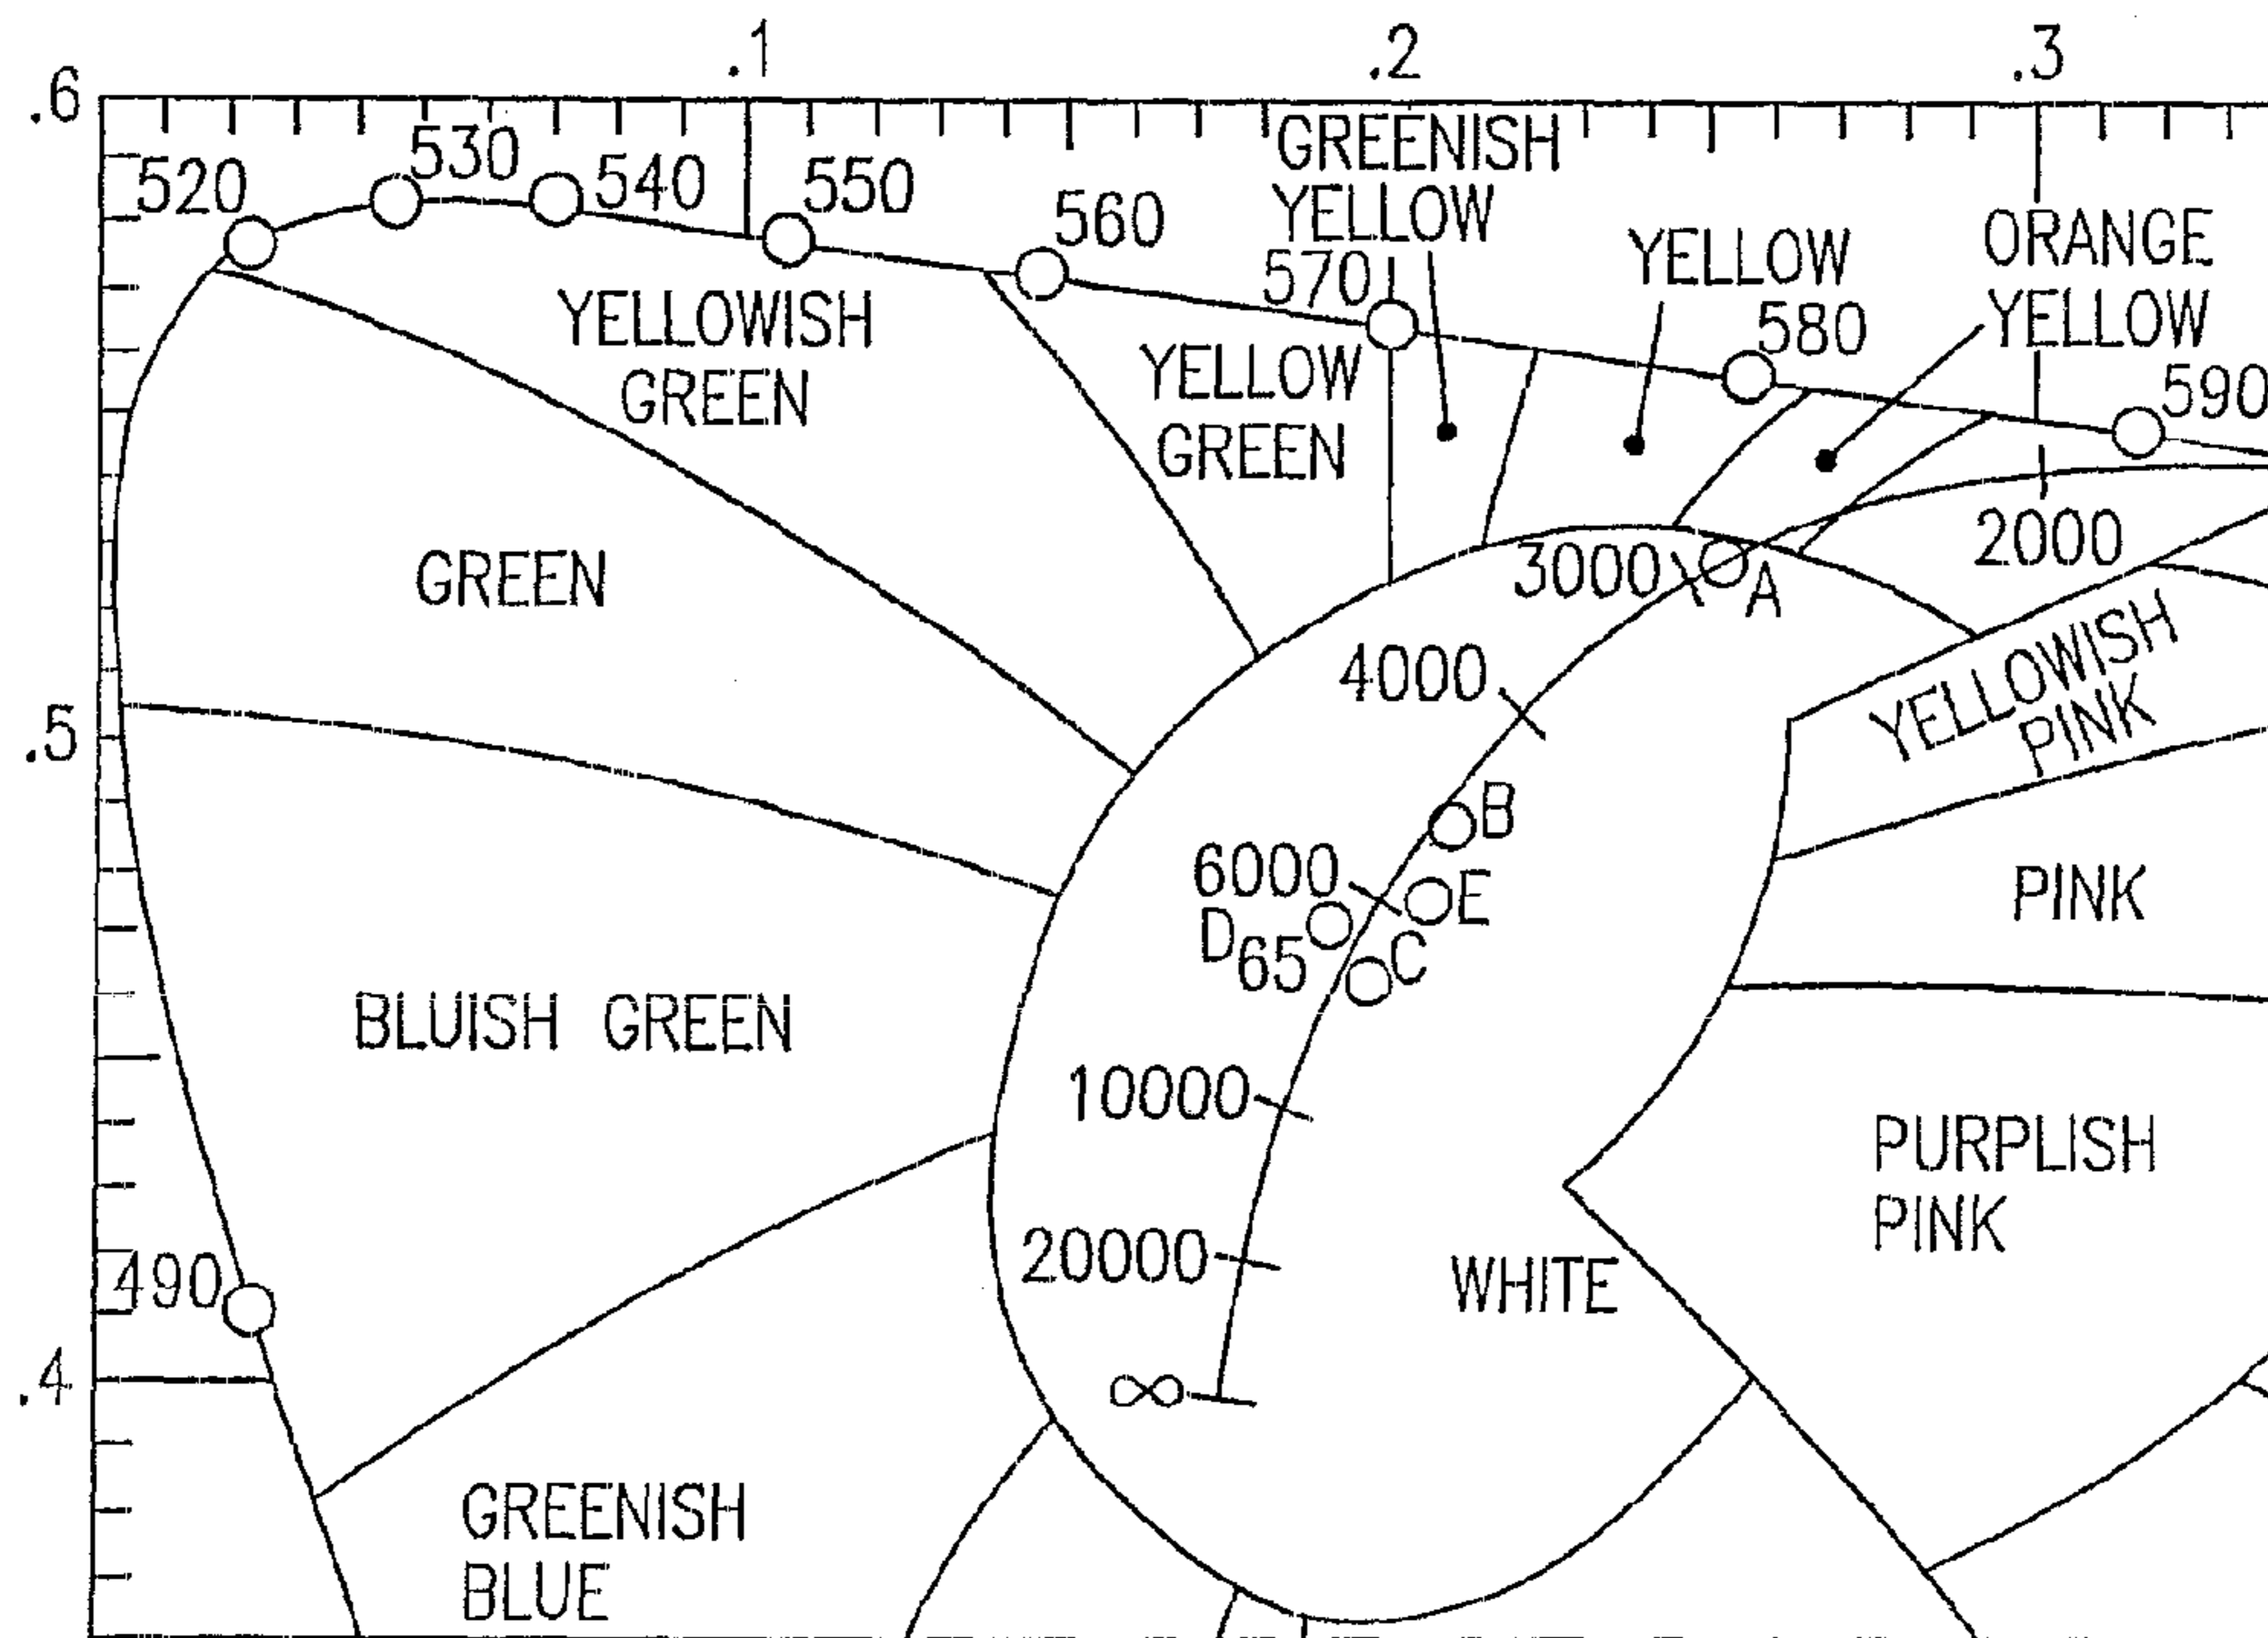 .1
.2
.3
.6
520
530
540
550
560
570
GREENISH
YELLOW
YELLOW
580
ORANGE
YELLOW
590
YELLOWISH
GREEN
YELLOW
GREEN
GREEN
3000
A
2000
4000
YELLOWISH
PINK
.5
B
6000
E
D65
C
PINK
BLUISH GREEN
10000
PURPLISH
PINK
20000
WHITE
490
.4
∞
GREENISH
BLUE